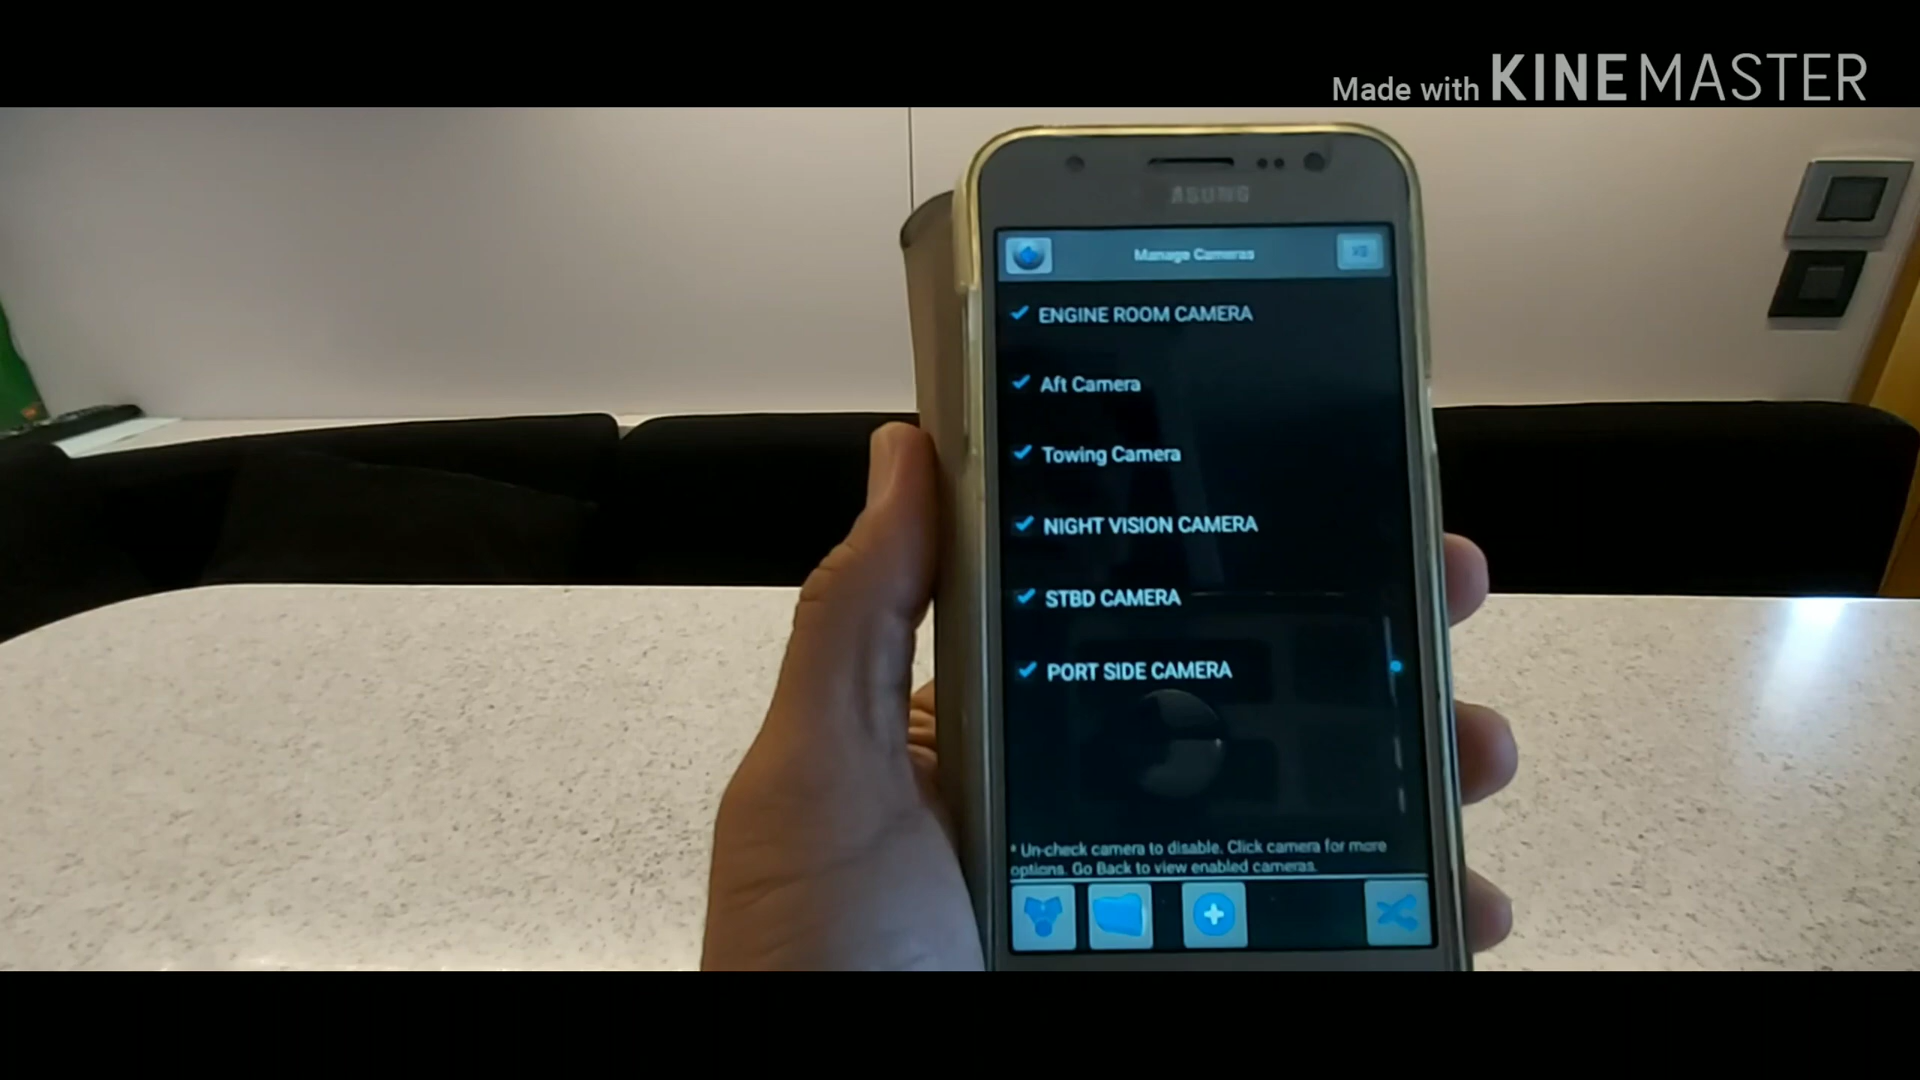 Made with KINEMASTER
Manage Cameras
ENGINE ROOM CAMERA
Aft Camera
Towing Camera
NIGHT VISION CAMERA
STBD CAMERA
PORT SIDE CAMERA
* Un-check camera to disable. Click camera for more
options. Go Back to view enabled cameras.